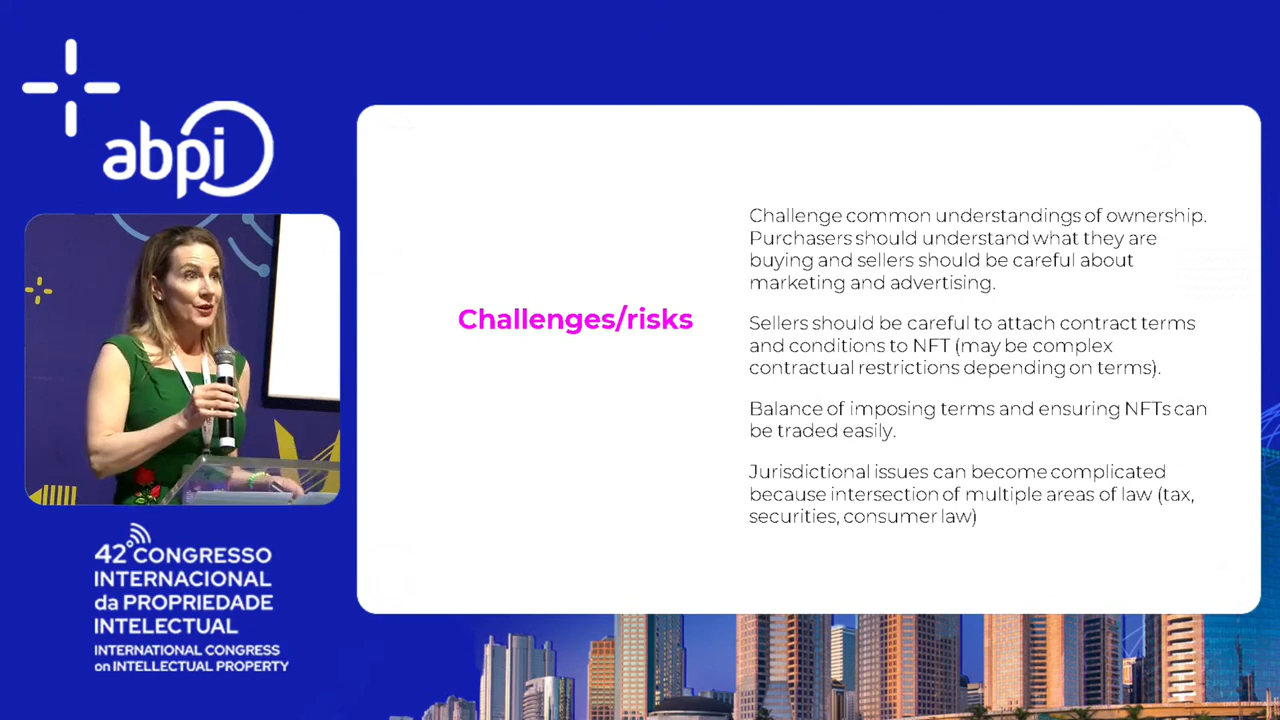 abpi
42º CONGRESSO
INTERNACIONAL
da PROPRIEDADE
INTELECTUAL
INTERNATIONAL CONGRESS
on INTELLECTUAL PROPERTY
Challenges/risks
Challenge common understandings of ownership.
Purchasers should understand what they are
buying and sellers should be careful about
marketing and advertising.
Sellers should be careful to attach contract terms
and conditions to NFT (may be complex
contractual restrictions depending on terms).
Balance of imposing terms and ensuring NFTs can
be traded easily.
Jurisdictional issues can become complicated
because intersection of multiple areas of law (tax,
securities, consumer law)